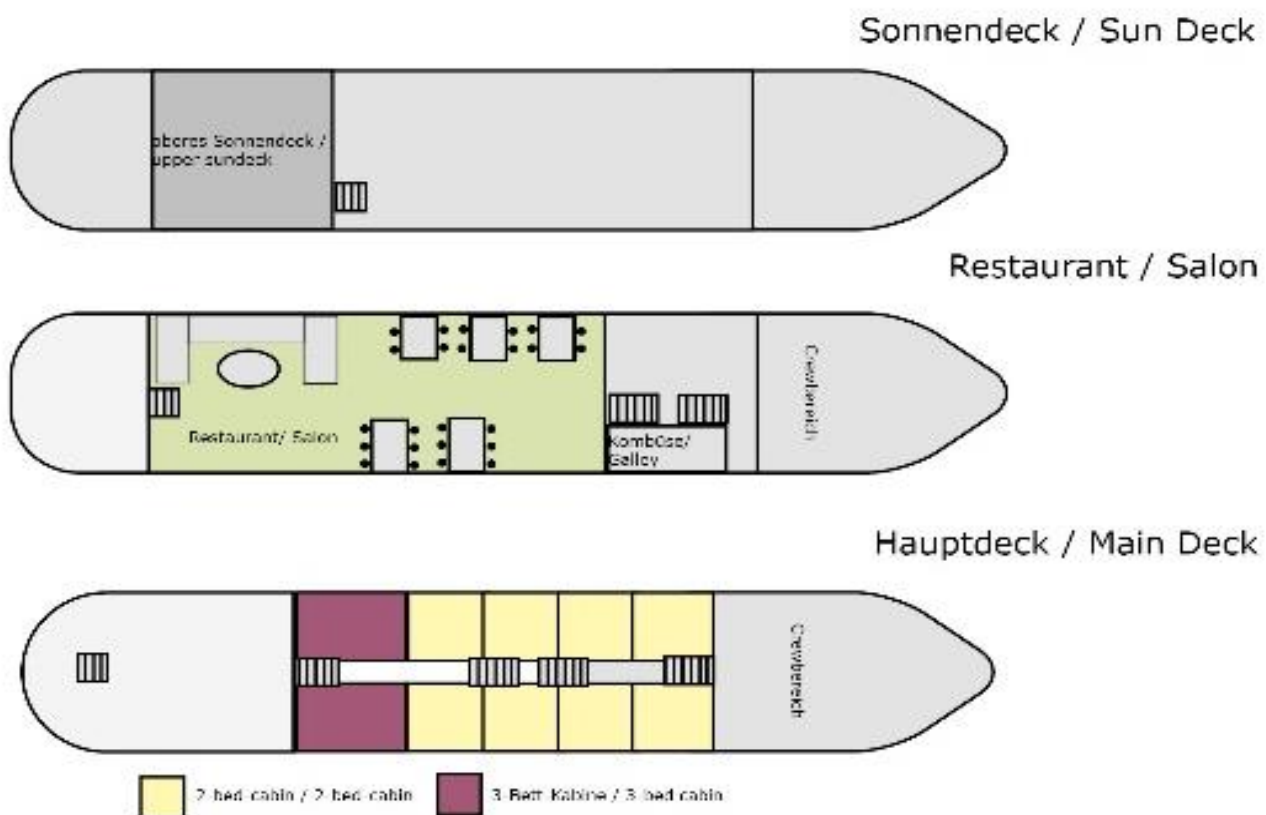 Sonnendeck / Sun Deck
oberes Sonnendeck /
upper sundeck
Restaurant / Salon
Crewbereich
Restaurant/ Salon
Kombüse/
Galley
Hauptdeck / Main Deck
Crewbereich
2 bed cabin / 2 bed cabin
3 Bett Kabine / 3 bed cabin